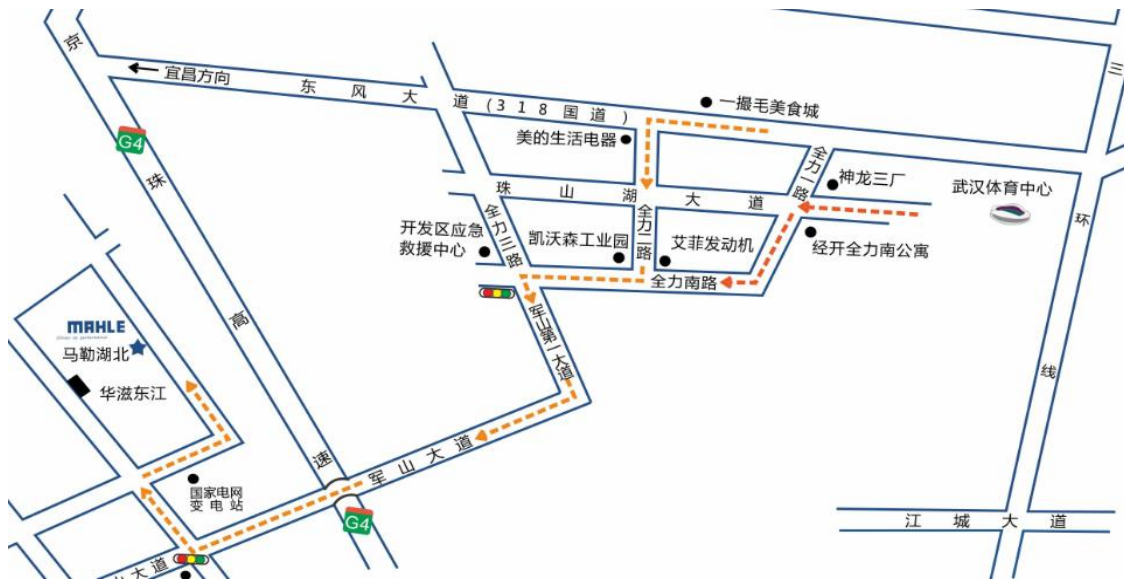 宜昌方向
东风大道(318国道)
一撮毛美食城
三环线
京珠高速
G4
美的生活电器
全力一路
神龙三厂
武汉体育中心
珠山湖大道
开发区应急
救援中心
全力三路
凯沃森工业园
全力二路
艾菲发动机
经开全力南公寓
全力南路
军山第一大道
MAHLE
马勒湖北
华滋东江
军山大道
国家电网
变电站
G4
江城大道
山大道